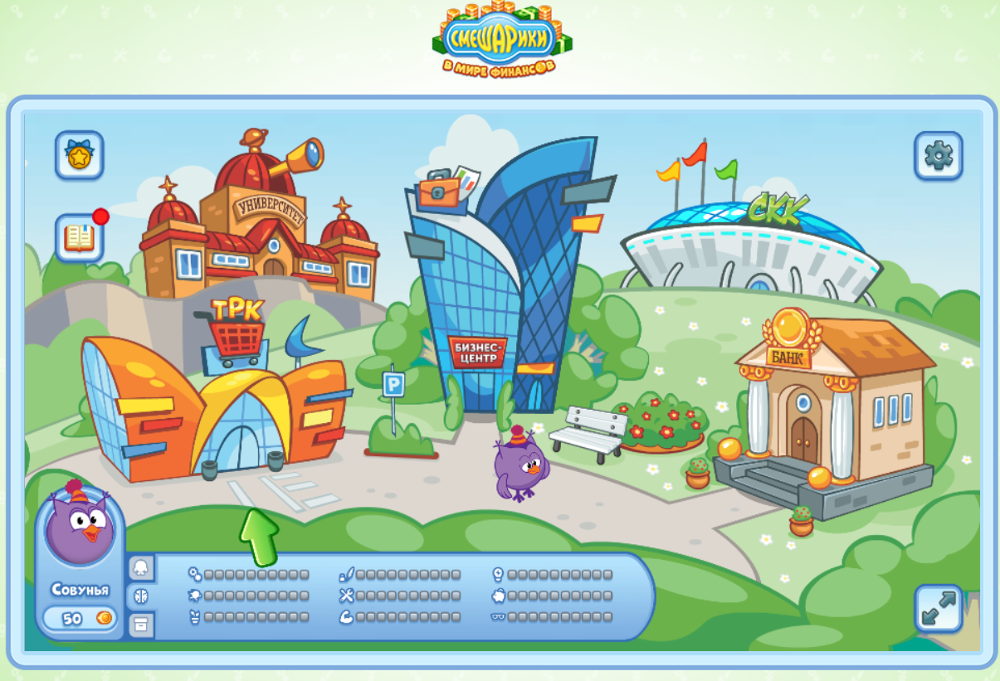 СМЕШАРИКИ
В МИРЕ ФИНАНСОВ
УНИВЕРСИТЕТ
СКК
ТРК
БИЗНЕС-
ЦЕНТР
БАНК
P
Совунья
50